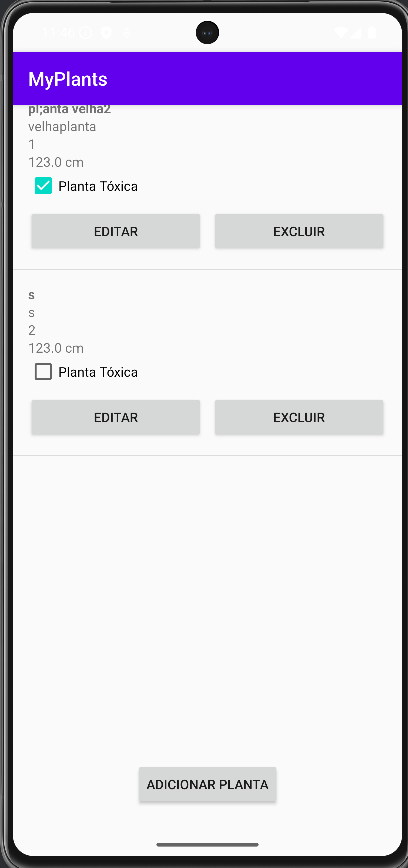 MyPlants
pl;anta velha2
velhaplanta
1
123.0 cm
Planta Tóxica
EDITAR EXCLUIR
s
s
2
123.0 cm
Planta Tóxica
EDITAR EXCLUIR
ADICIONAR PLANTA